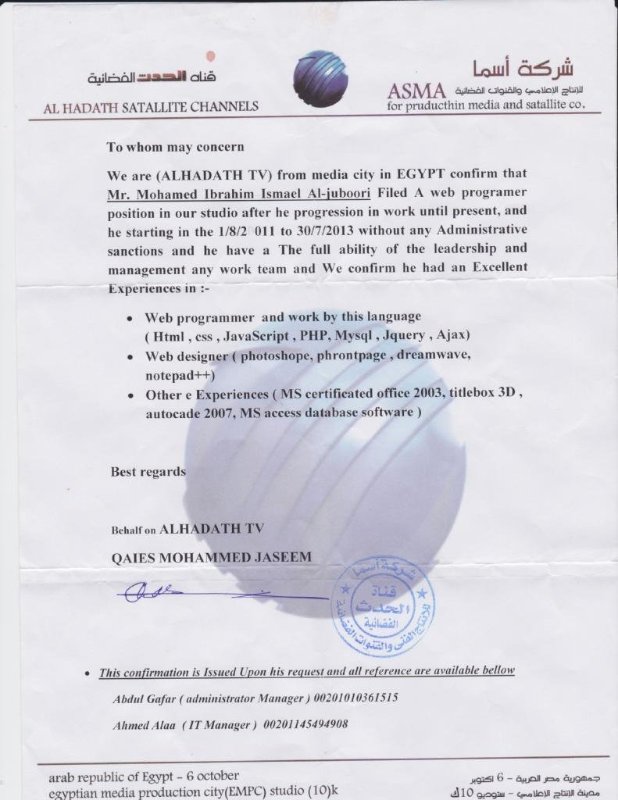 قناة الحدث الفضائية
شركة أسما
ASMA للإنتاج الإعلامي والقنوات الفضائية
AL HADATH SATALLITE CHANNELS
for pruducthin media and satallite co.
To whom may concern
We are (ALHADATH TV) from media city in EGYPT confirm that
Mr. Mohamed Ibrahim Ismael Al-juboori Filed A web programer
position in our studio after he progression in work until present, and
he starting in the 1/8/2 011 to 30/7/2013 without any Administrative
sanctions and he have a The full ability of the leadership and
management any work team and We confirm he had an Excellent
Experiences in :-
• Web programmer and work by this language
( Html , css , JavaScript , PHP, Mysql , Jquery , Ajax)
• Web designer ( photoshope, phrontpage , dreamwave,
notepad++)
• Other e Experiences ( MS certificated office 2003, titlebox 3D ,
autocade 2007, MS access database software )
Best regards
Behalf on ALHADATH TV
QAIES MOHAMMED JASEEM
شركة أسما
قناة
الحدث
الفضائية
للإنتاج الفني والقنوات الفضائية
• This confirmation is Issued Upon his request and all reference are available bellow
Abdul Gafar ( administrator Manager ) 00201010361515
Ahmed Alaa ( IT Manager ) 00201145494908
arab republic of Egypt – 6 october
جمهورية مصر العربية – 6 اكتوبر
egyptian media production city(EMPC) studio (10)k
مدينة الانتاج الاعلامي – ستوديو 10ك